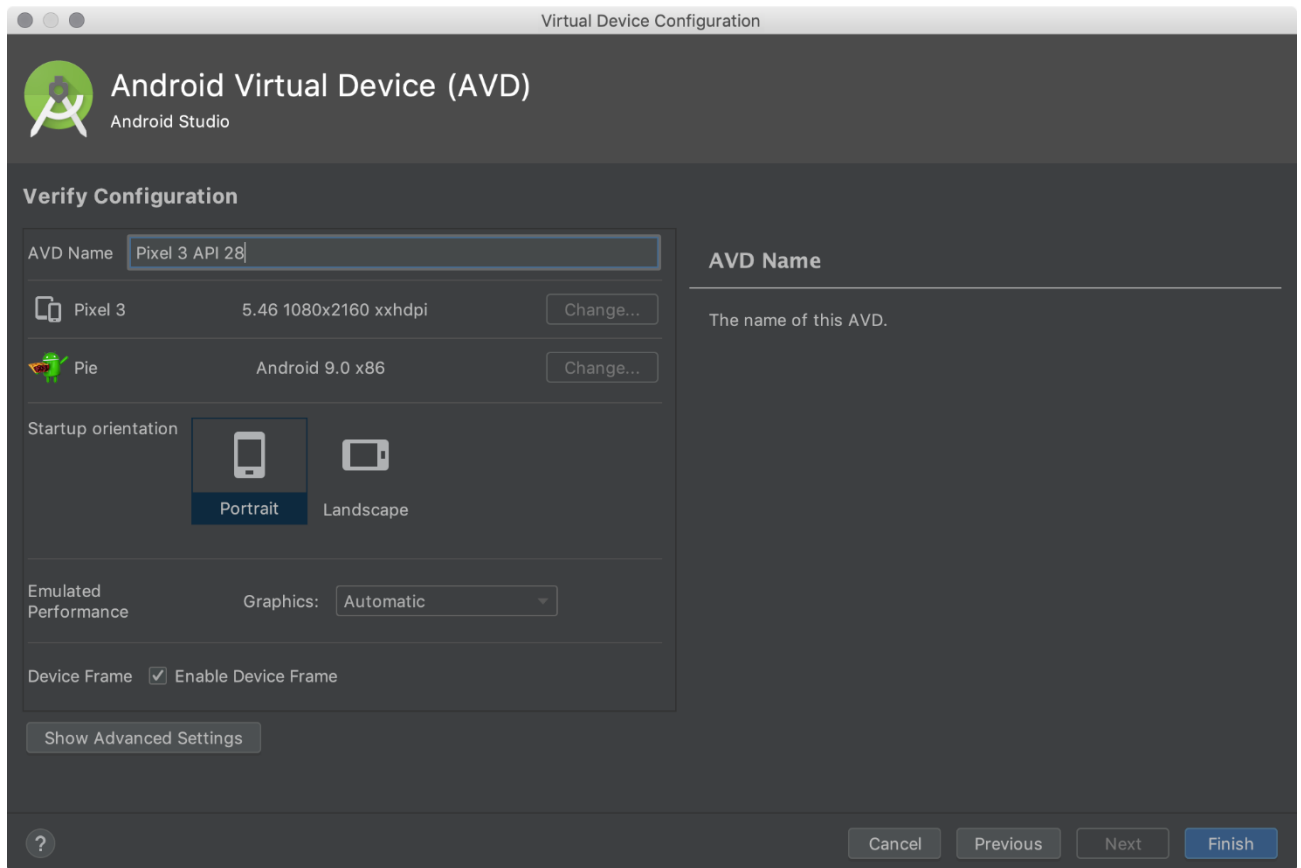 Virtual Device Configuration
Android Virtual Device (AVD)
Android Studio
Verify Configuration
AVD Name Pixel 3 API 28
Pixel 3 5.46 1080x2160 xxhdpi Change...
Pie Android 9.0 x86 Change...
Startup orientation
Portrait Landscape
Emulated
Performance
Graphics: Automatic
Device Frame Enable Device Frame
Show Advanced Settings
AVD Name
The name of this AVD.
? Cancel Previous Next Finish